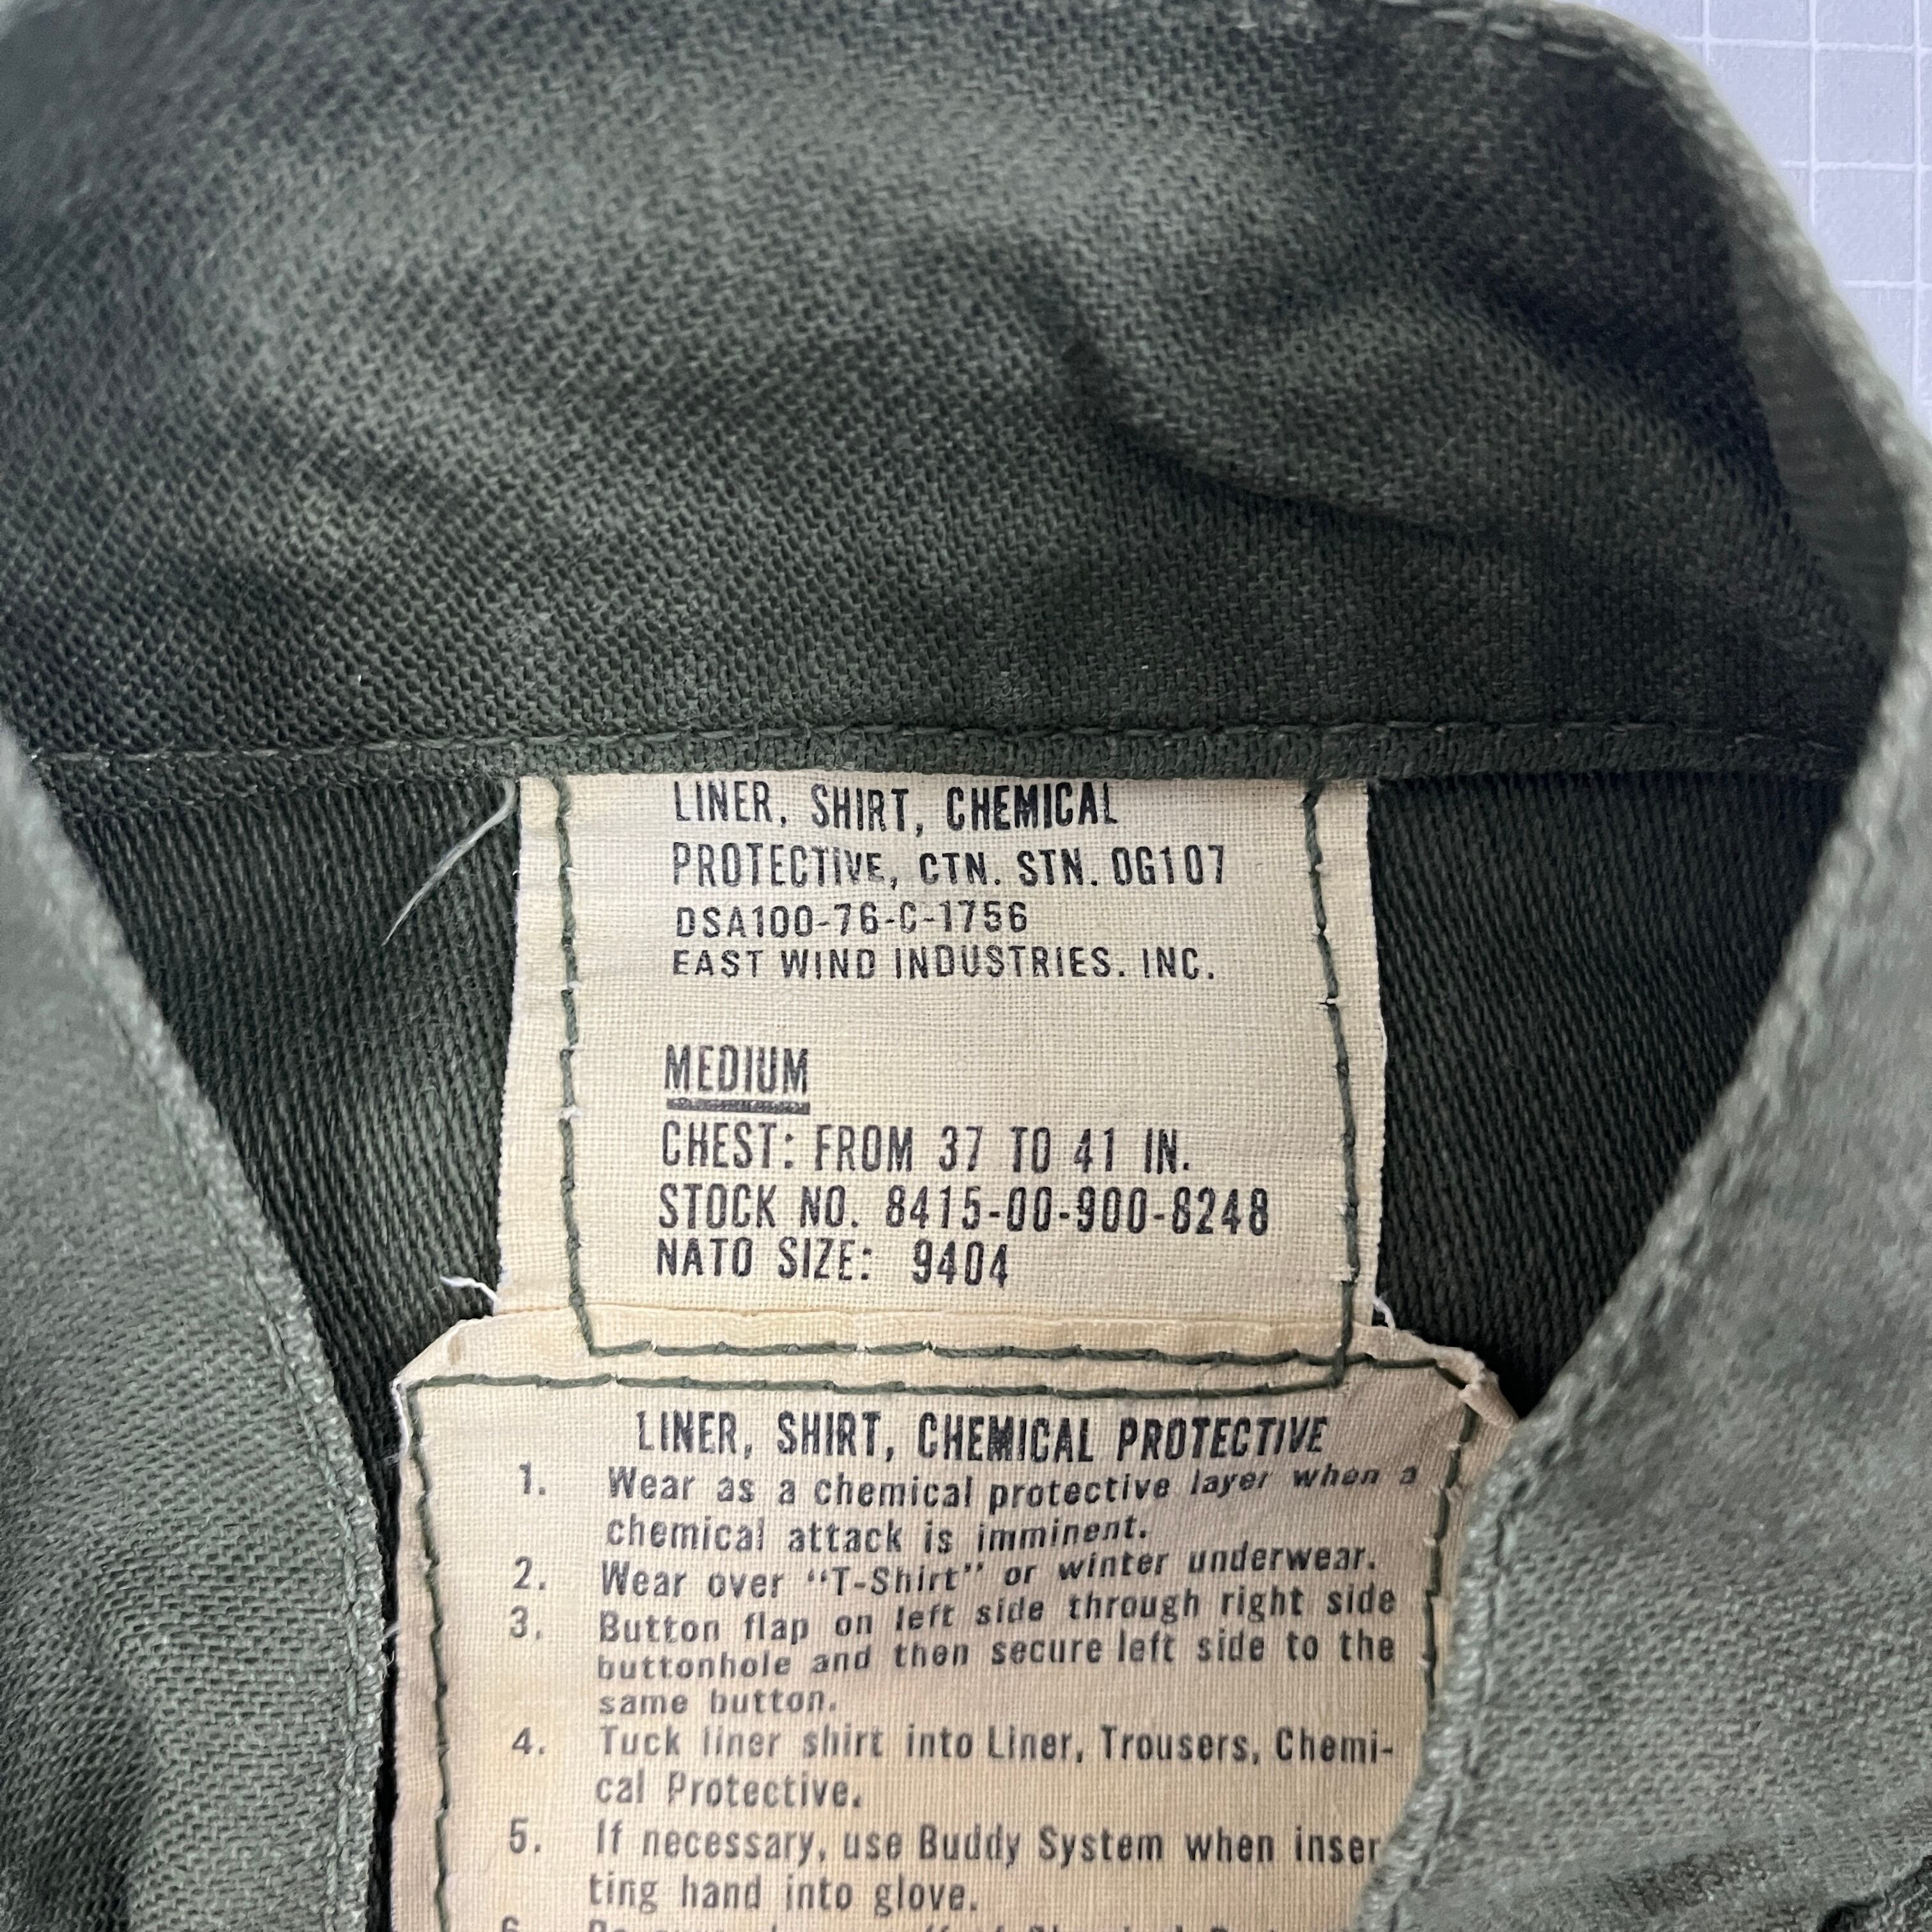 LINER, SHIRT, CHEMICAL
PROTECTIVE, CTN. STN. OG107
DSA100-76-C-1756
EAST WIND INDUSTRIES. INC.
MEDIUM
CHEST: FROM 37 TO 41 IN.
STOCK NO. 8415-00-900-8248
NATO SIZE: 9404
LINER, SHIRT, CHEMICAL PROTECTIVE
1. Wear as a chemical protective layer when a
chemical attack is imminent.
2. Wear over "T-Shirt" or winter underwear.
3. Button flap on left side through right side
buttonhole and then secure left side to the
same button.
4. Tuck liner shirt into Liner, Trousers, Chemi-
cal Protective.
5. If necessary, use Buddy System when inser
ting hand into glove.
6.